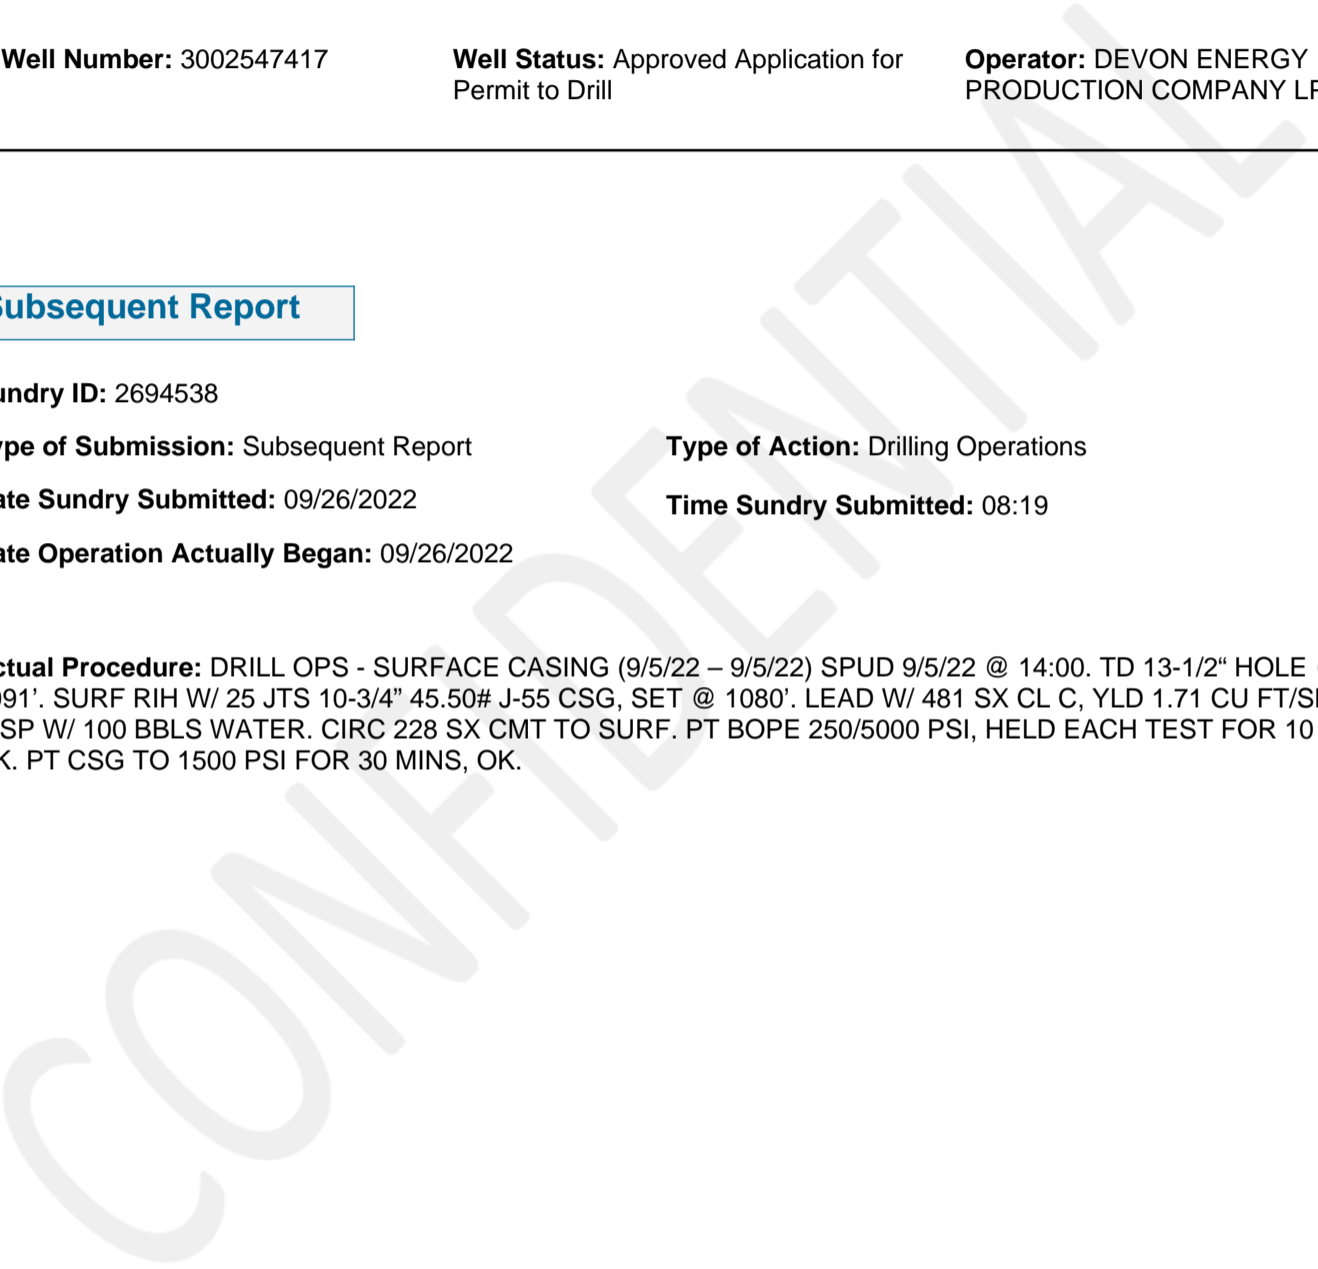 Well Number: 3002547417 Well Status: Approved Application for Operator: DEVON ENERGY
Permit to Drill PRODUCTION COMPANY LP
Subsequent Report
undry ID: 2694538
ype of Submission: Subsequent Report Type of Action: Drilling Operations
ate Sundry Submitted: 09/26/2022 Time Sundry Submitted: 08:19
ate Operation Actually Began: 09/26/2022
ctual Procedure: DRILL OPS - SURFACE CASING (9/5/22 – 9/5/22) SPUD 9/5/22 @ 14:00. TD 13-1/2“ HOLE
91’. SURF RIH W/ 25 JTS 10-3/4” 45.50# J-55 CSG, SET @ 1080’. LEAD W/ 481 SX CL C, YLD 1.71 CU FT/S
SP W/ 100 BBLS WATER. CIRC 228 SX CMT TO SURF. PT BOPE 250/5000 PSI, HELD EACH TEST FOR 10
K. PT CSG TO 1500 PSI FOR 30 MINS, OK.
CONFIDENTIAL